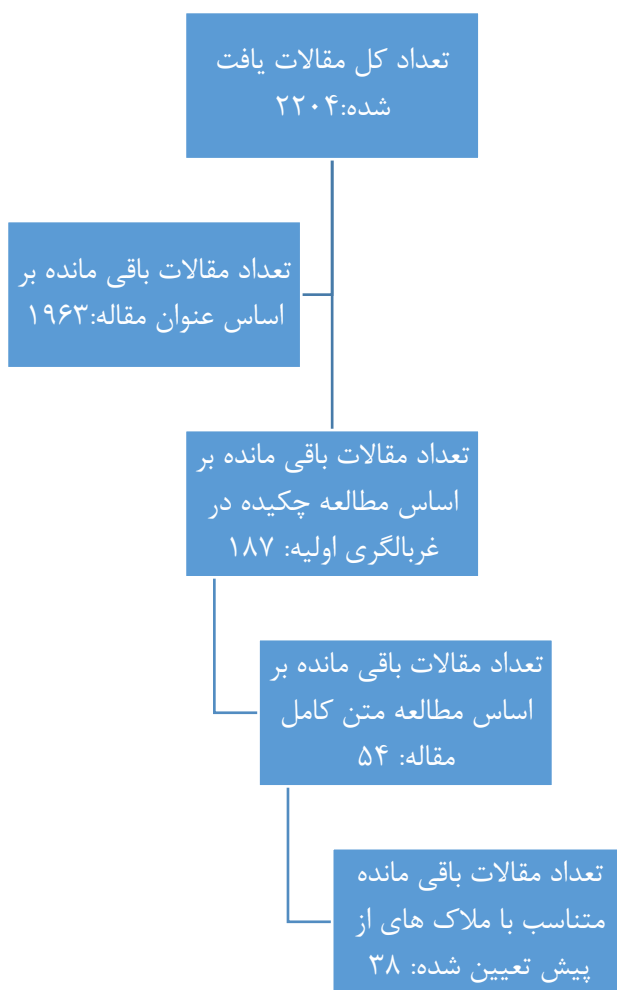 تعداد کل مقالات یافت
شده:۲۲۰۴
تعداد مقالات باقی مانده بر
اساس عنوان مقاله:۱۹۶۳
تعداد مقالات باقی مانده بر
اساس مطالعه چکیده در
غربالگری اولیه: ۱۸۷
تعداد مقالات باقی مانده بر
اساس مطالعه متن کامل
مقاله: ۵۴
تعداد مقالات باقی مانده
متناسب با ملاک های از
پیش تعیین شده: ۳۸